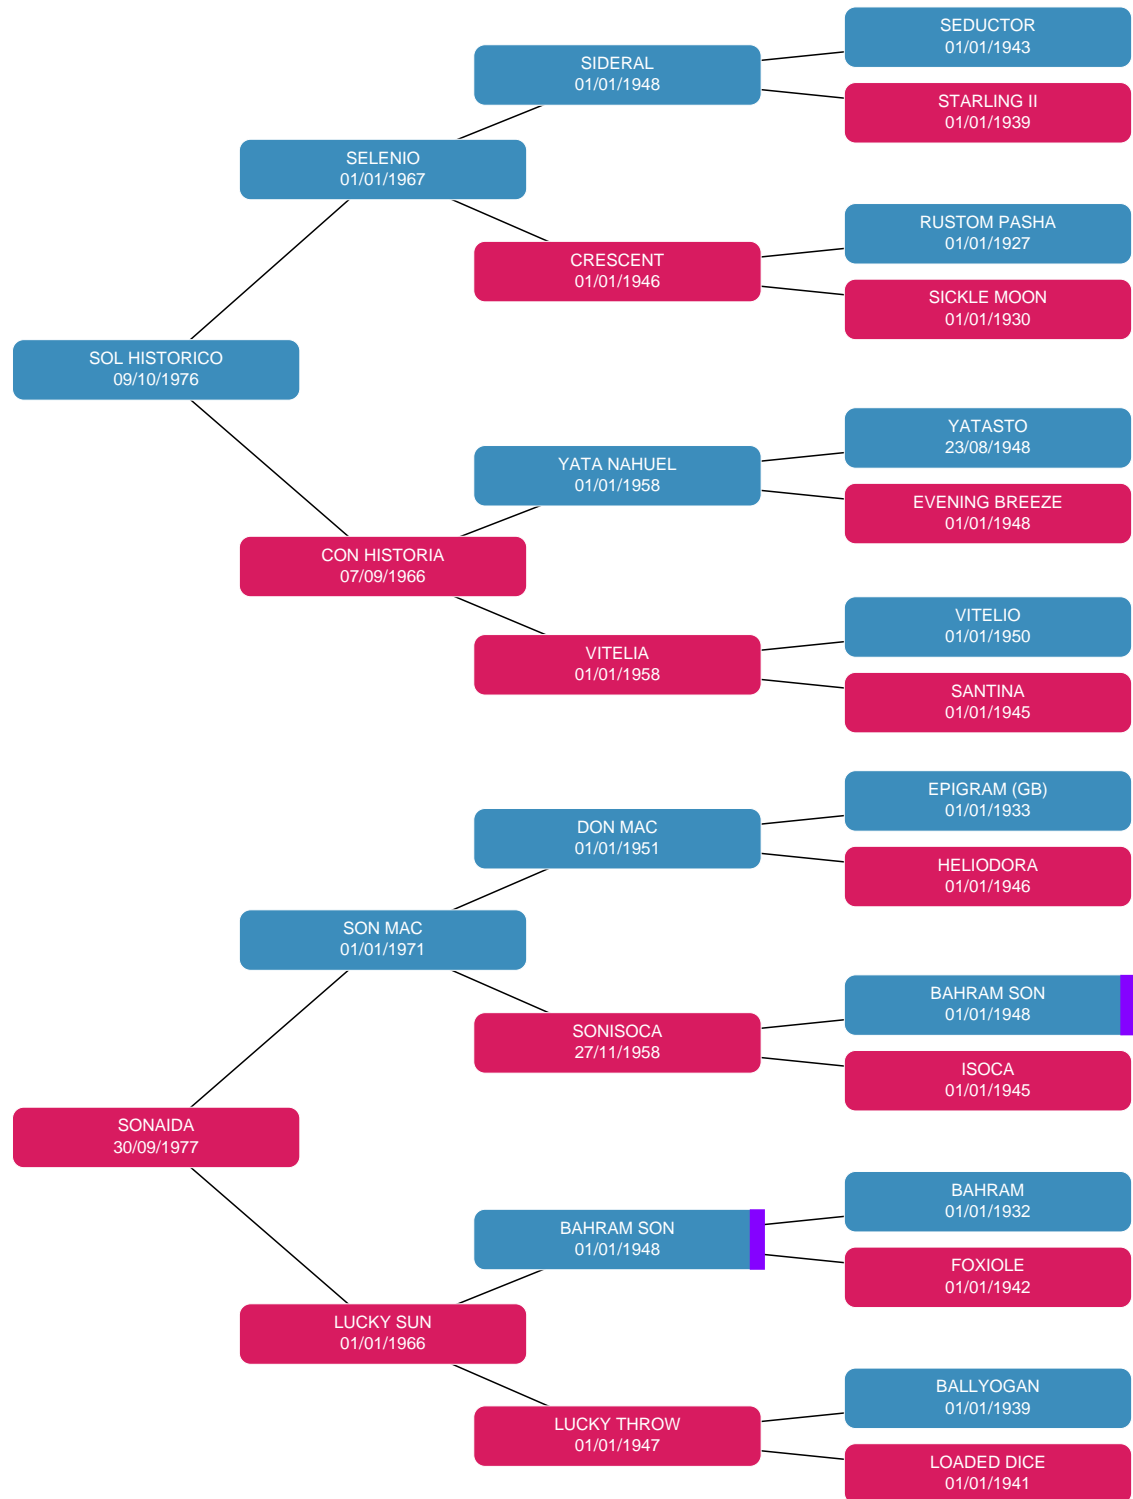 SEDUCTOR
01/01/1943
SIDERAL
01/01/1948
STARLING II
01/01/1939
SELENIO
01/01/1967
RUSTOM PASHA
01/01/1927
CRESCENT
01/01/1946
SICKLE MOON
01/01/1930
SOL HISTORICO
09/10/1976
YATASTO
23/08/1948
YATA NAHUEL
01/01/1958
EVENING BREEZE
01/01/1948
CON HISTORIA
07/09/1966
VITELIO
01/01/1950
VITELIA
01/01/1958
SANTINA
01/01/1945
EPIGRAM (GB)
01/01/1933
DON MAC
01/01/1951
HELIODORA
01/01/1946
SON MAC
01/01/1971
BAHRAM SON
01/01/1948
SONISOCA
27/11/1958
ISOCA
01/01/1945
SONAIDA
30/09/1977
BAHRAM
01/01/1932
BAHRAM SON
01/01/1948
FOXIOLE
01/01/1942
LUCKY SUN
01/01/1966
BALLYOGAN
01/01/1939
LUCKY THROW
01/01/1947
LOADED DICE
01/01/1941